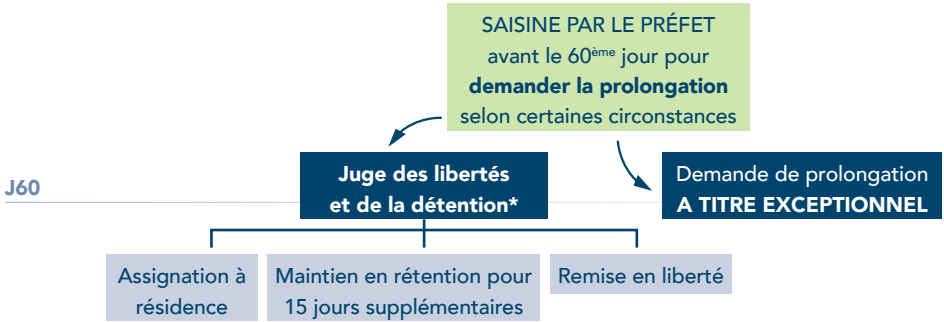 SAISINE PAR LE PRÉFET
avant le 60ème jour pour
demander la prolongation
selon certaines circonstances
J60
Juge des libertés
et de la détention*
Demande de prolongation
A TITRE EXCEPTIONNEL
Assignation à
résidence
Maintien en rétention pour
15 jours supplémentaires
Remise en liberté